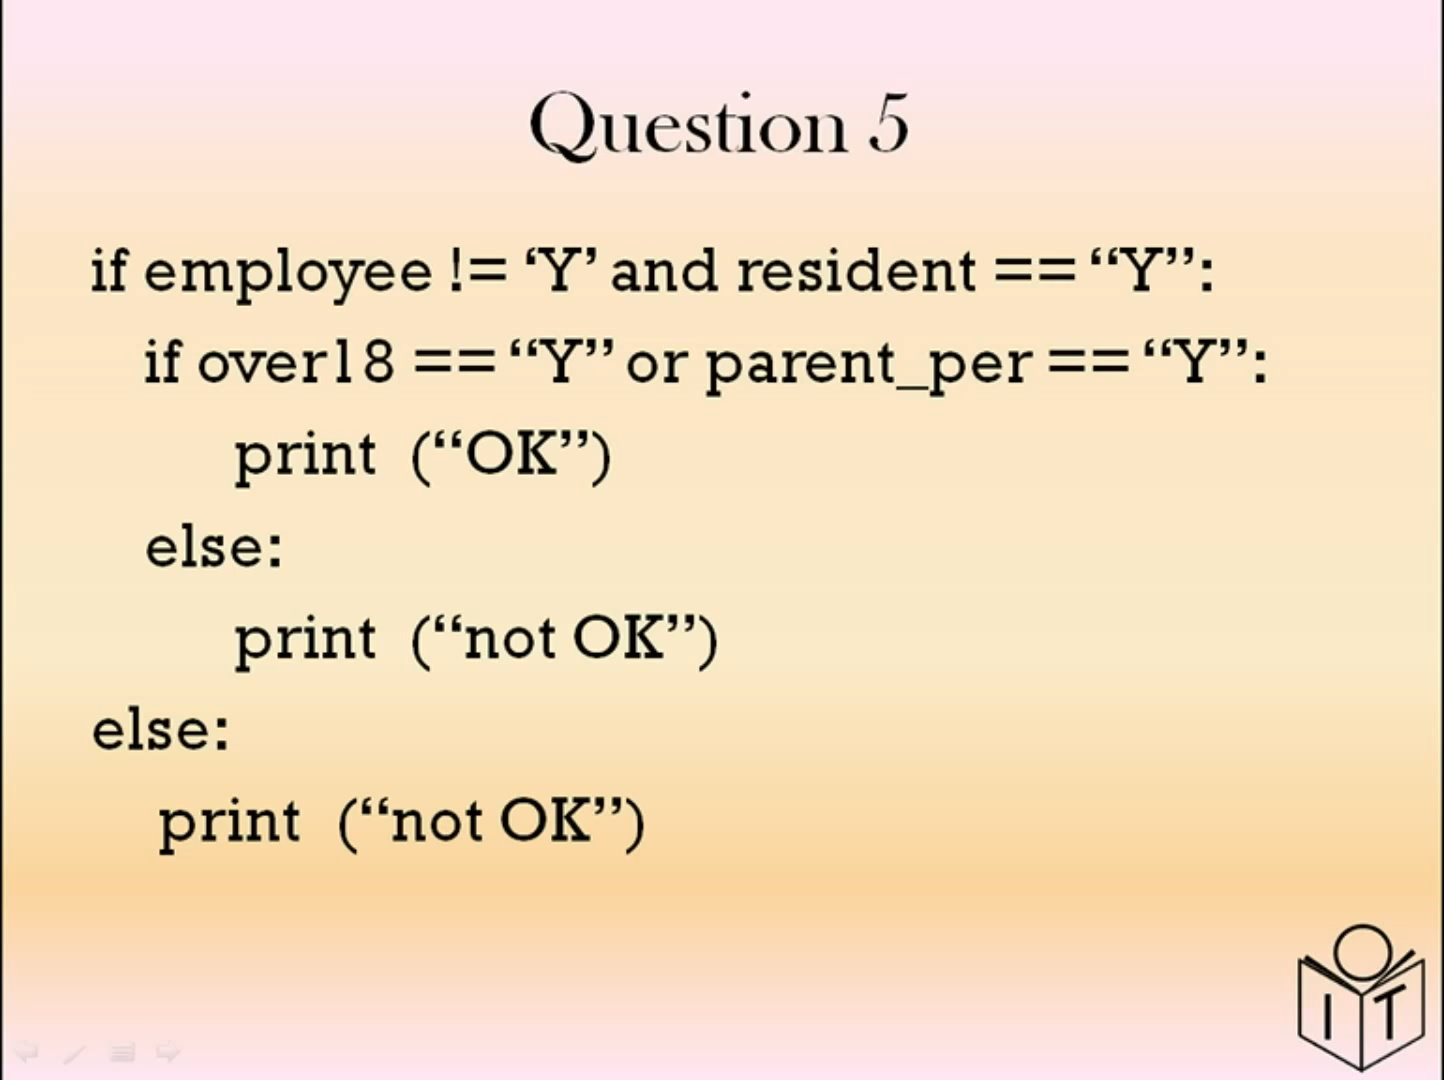 Question 5
if employee != ‘Y’ and resident == “Y”:
if over18 == “Y” or parent_per == “Y”:
print (“OK”)
else:
print (“not OK”)
else:
print (“not OK”)
I T